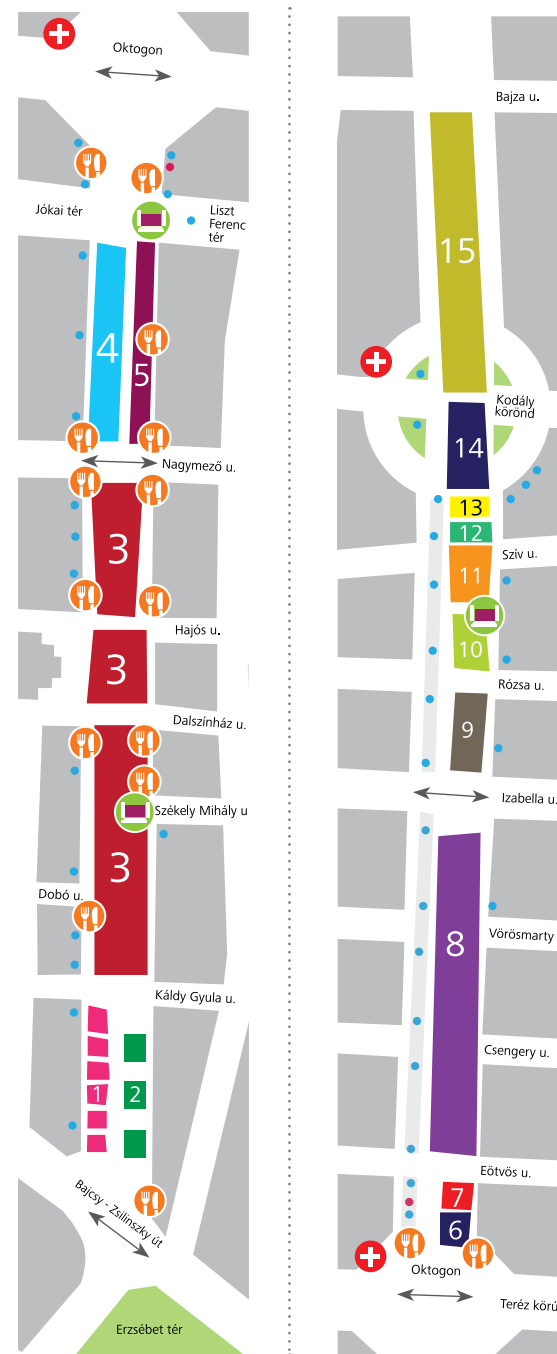 Oktogon
Jókai tér
Liszt
Ferenc
tér
4
5
Nagymező u.
3
Hajós u.
3
Dalszínház u.
Székely Mihály u
3
Dobó u.
Káldy Gyula u.
1
2
Bajcsy - Zsilinszky út
Erzsébet tér
Bajza u.
15
Kodály
körönd
14
13
12
Szív u.
11
10
Rózsa u.
9
Izabella u.
8
Vörösmarty
Csengery u.
Eötvös u.
7
6
Oktogon
Teréz körú